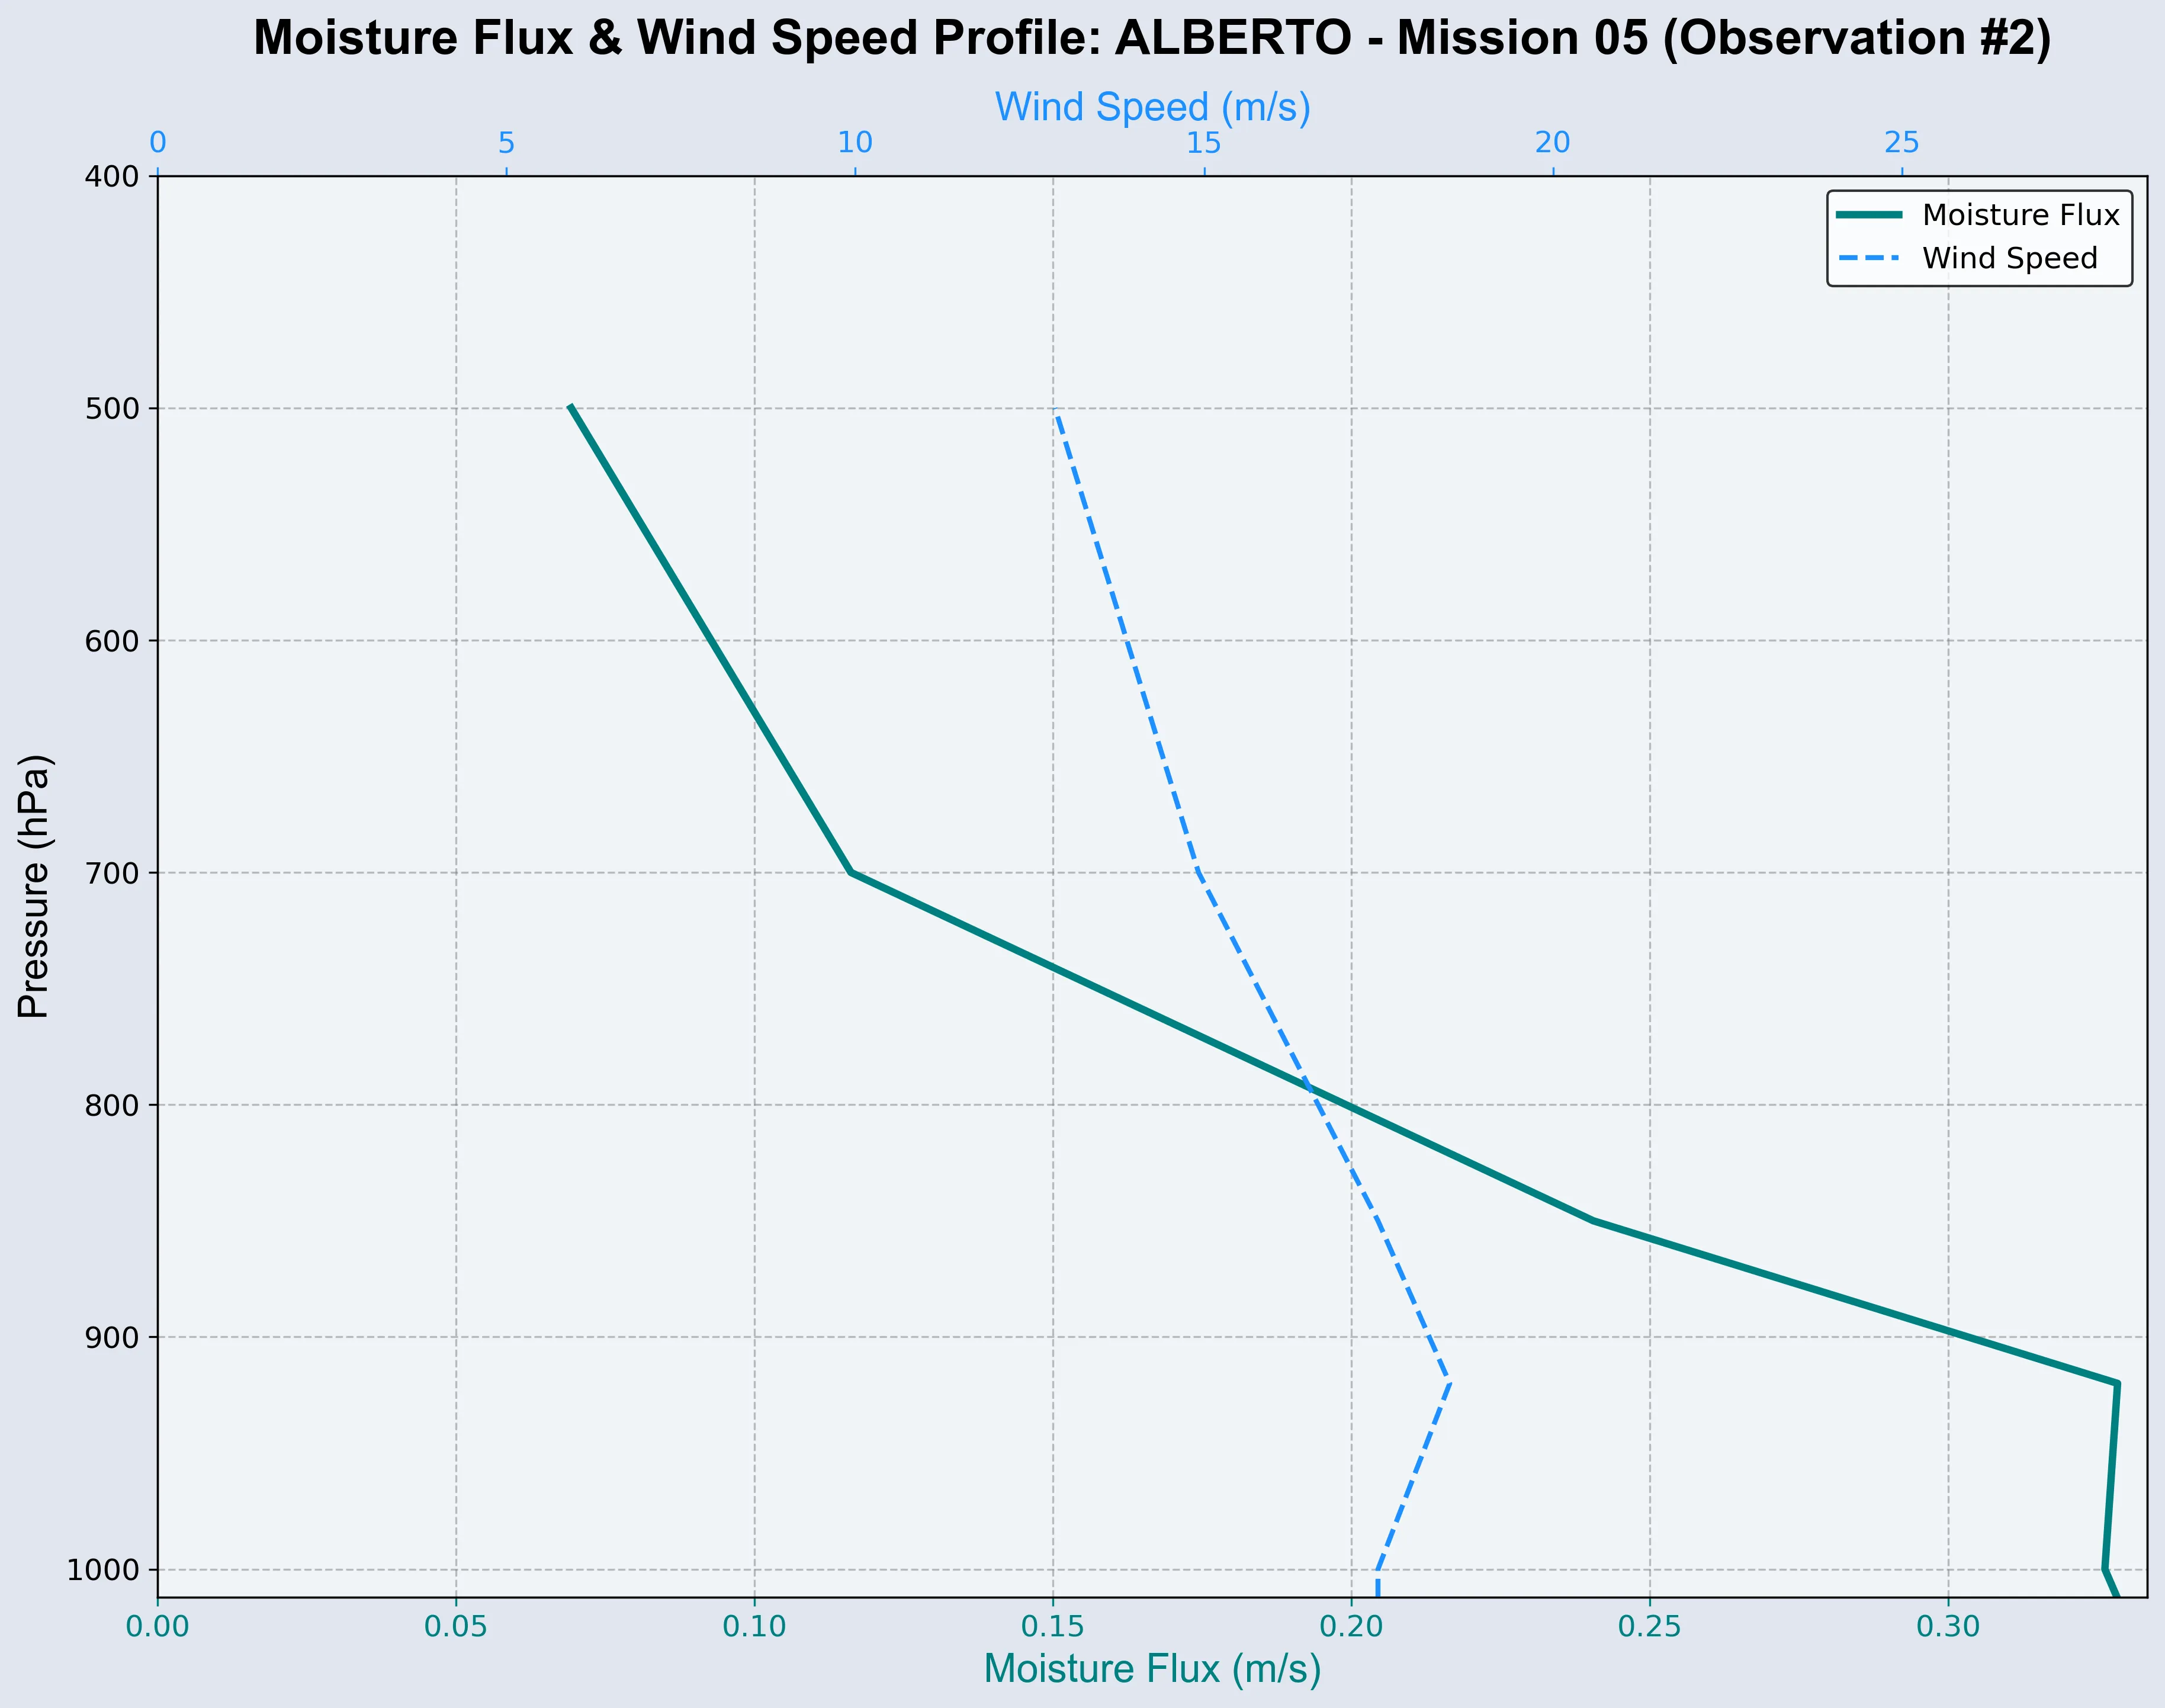 Moisture Flux & Wind Speed Profile: ALBERTO - Mission 05 (Observation #2)
Wind Speed (m/s)
0 5 10 15 20 25
Moisture Flux
Wind Speed
Pressure (hPa)
400
500
600
700
800
900
1000
0.00 0.05 0.10 0.15 0.20 0.25 0.30
Moisture Flux (m/s)